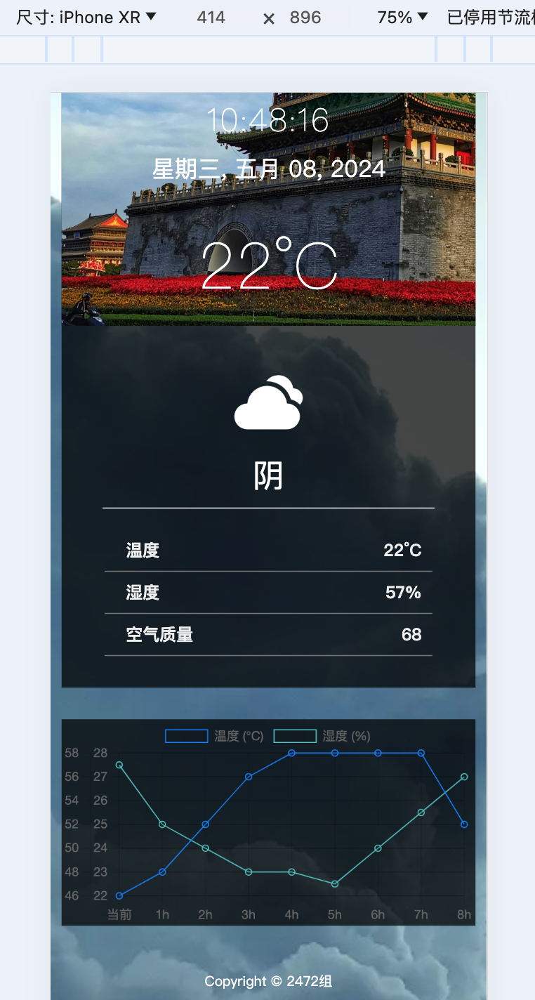 尺寸: iPhone XR ▼ 414 × 896 75% ▼ 已停用节流
10:48:16
星期三, 五月 08, 2024
22°C
阴
温度 22°C
湿度 57%
空气质量 68
温度 (°C) 湿度 (%)
58 28
56 27
54 26
52 25
50 24
48 23
46 22
当前 1h 2h 3h 4h 5h 6h 7h 8h
Copyright © 2472组